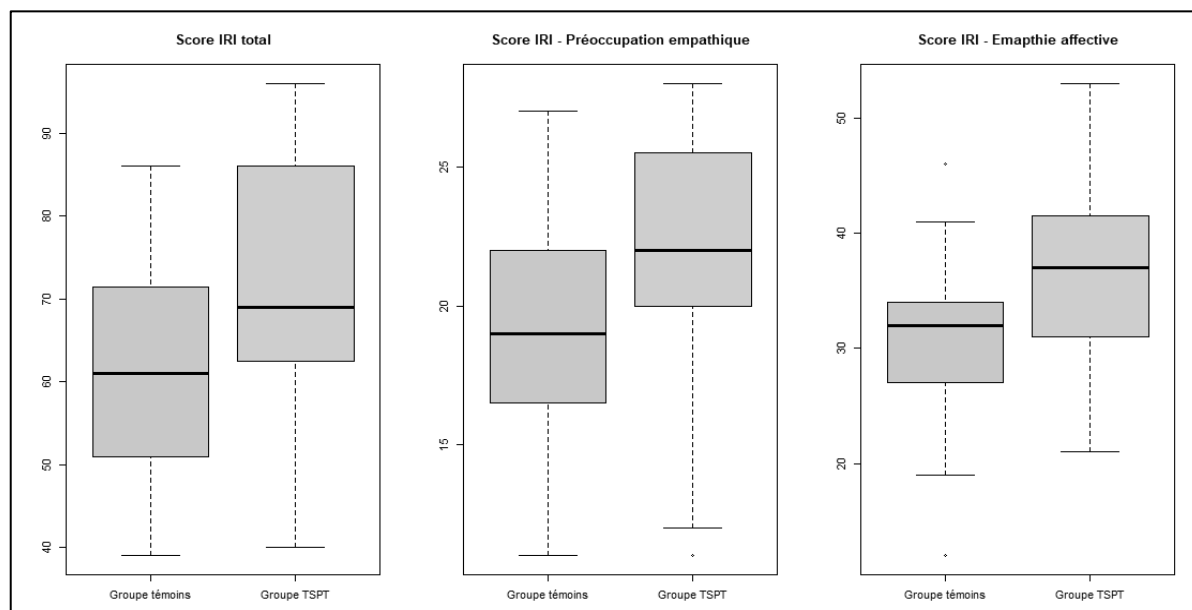 Score IRI total
90
80
70
60
50
40
Groupe témoins Groupe TSPT
Score IRI - Préoccupation empathique
25
20
15
Groupe témoins Groupe TSPT
Score IRI - Emapthie affective
50
40
30
20
Groupe témoins Groupe TSPT